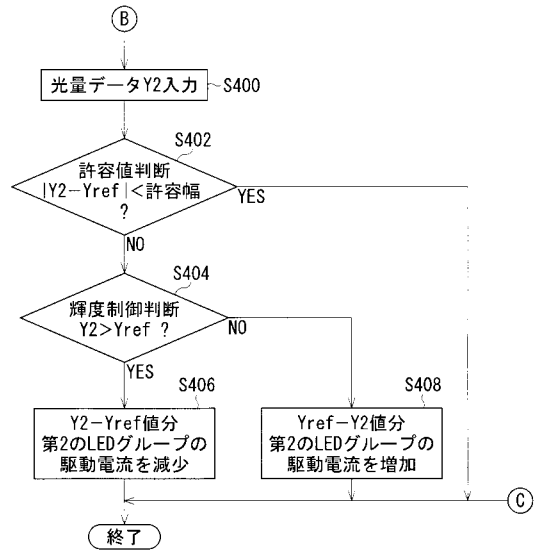 B
光量データY2入力
S400
S402
許容値判断
|Y2-Yref|<許容幅
?
YES
NO
S404
輝度制御判断
Y2>Yref ?
NO
YES
S406
Y2-Yref値分
第2のLEDグループの
駆動電流を減少
S408
Yref-Y2値分
第2のLEDグループの
駆動電流を増加
C
終了